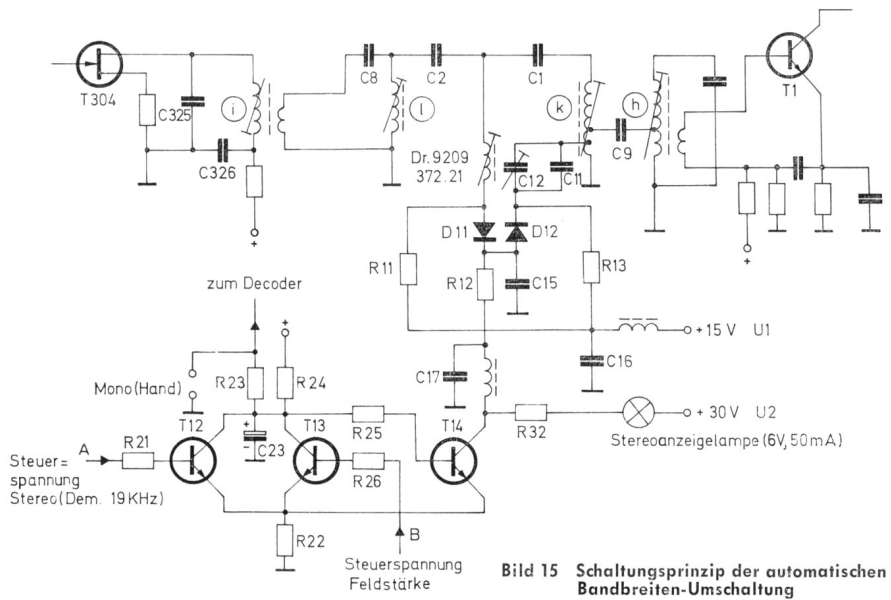 T304
C325
C326
i
+
C8
l
C2
Dr.9209
372.21
C1
k
C12
C11
C9
h
T1
+
D11
D12
R11
R12
C15
R13
+ 15 V U1
C16
C17
zum Decoder
+
Mono (Hand)
R23
R24
T12
T13
T14
R25
R32
+ 30 V U2
Stereoanzeigelampe (6V, 50mA)
A
R21
+
-
C23
R26
Steuer=
spannung
Stereo (Dem. 19 KHz)
R22
B
Steuerspannung
Feldstärke
Bild 15 Schaltungsprinzip der automatischen
Bandbreiten-Umschaltung